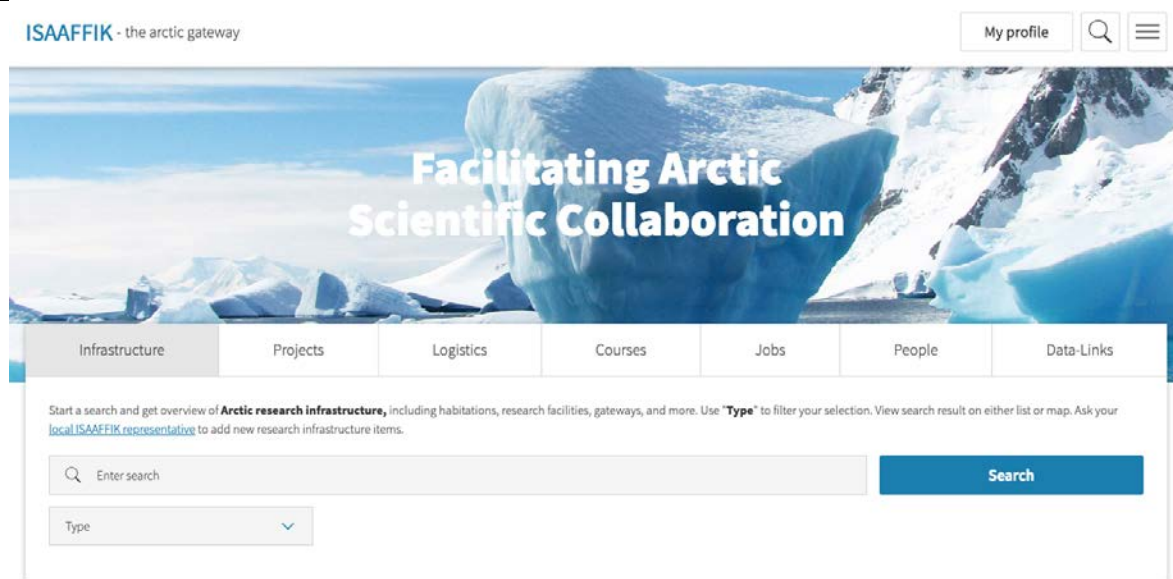 ISAAFFIK - the arctic gateway
My profile
Facilitating Arctic
Scientific Collaboration
Infrastructure
Projects
Logistics
Courses
Jobs
People
Data-Links
Start a search and get overview of Arctic research infrastructure, including habitations, research facilities, gateways, and more. Use "Type" to filter your selection. View search result on either list or map. Ask your
local ISAAFFIK representative to add new research infrastructure items.
Enter search
Search
Type